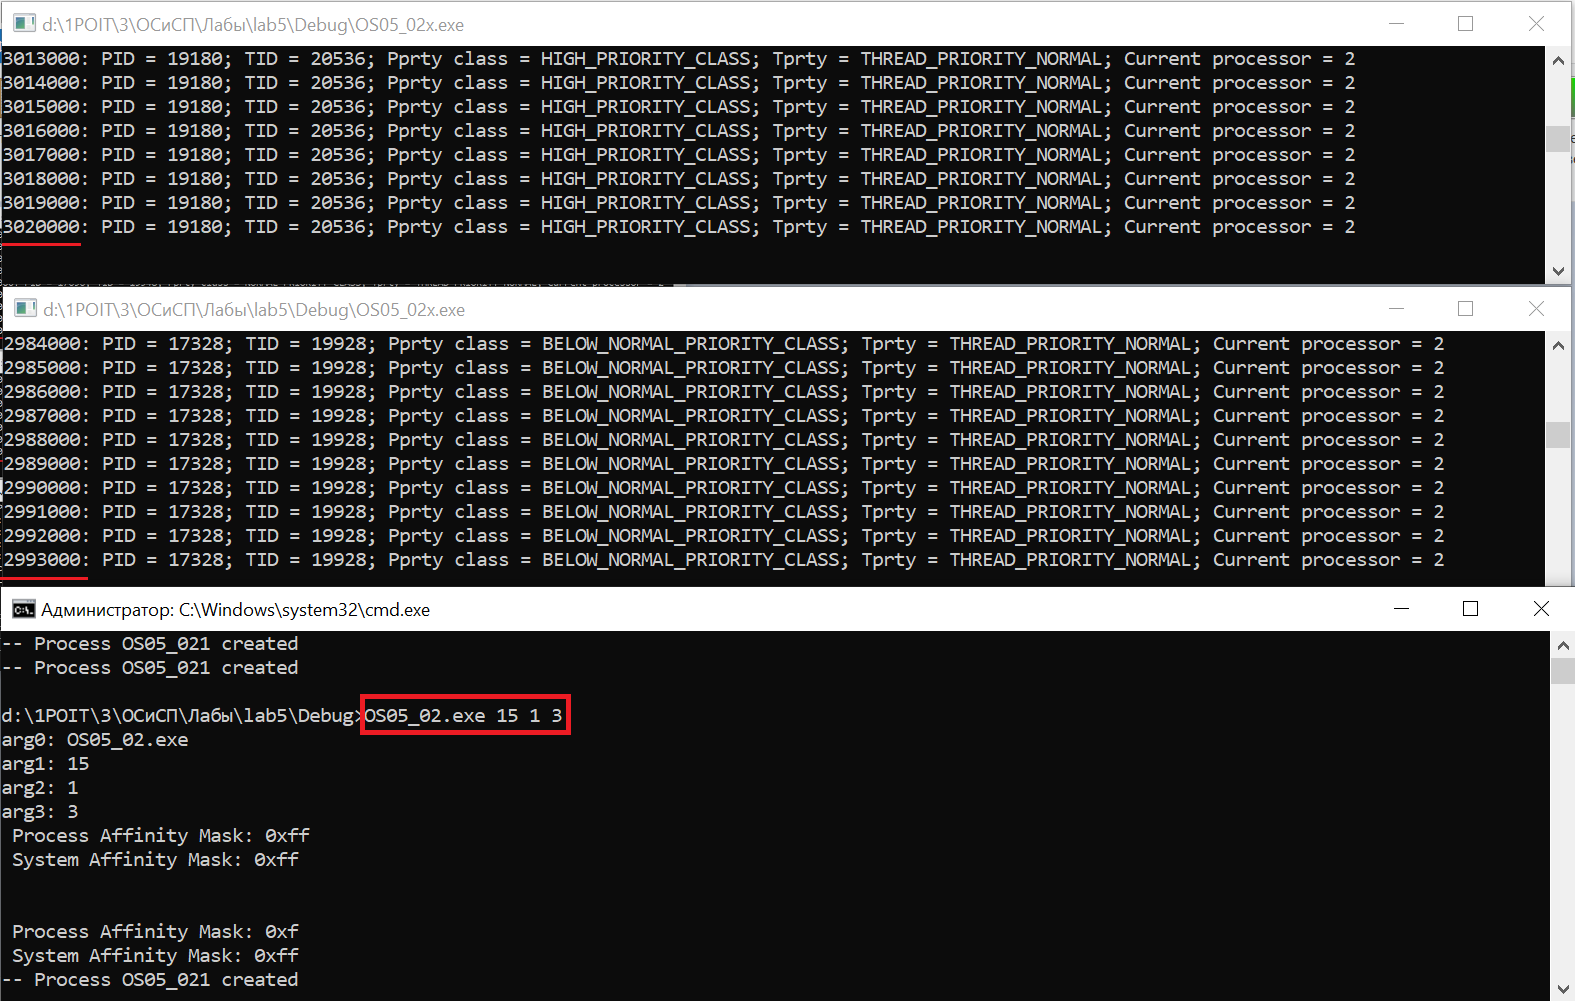 d:\1POIT\3\ОСиСП\Лабы\lab5\Debug\OS05_02x.exe
3013000: PID = 19180; TID = 20536; Pprty class = HIGH_PRIORITY_CLASS; Tprty = THREAD_PRIORITY_NORMAL; Current processor = 2
3014000: PID = 19180; TID = 20536; Pprty class = HIGH_PRIORITY_CLASS; Tprty = THREAD_PRIORITY_NORMAL; Current processor = 2
3015000: PID = 19180; TID = 20536; Pprty class = HIGH_PRIORITY_CLASS; Tprty = THREAD_PRIORITY_NORMAL; Current processor = 2
3016000: PID = 19180; TID = 20536; Pprty class = HIGH_PRIORITY_CLASS; Tprty = THREAD_PRIORITY_NORMAL; Current processor = 2
3017000: PID = 19180; TID = 20536; Pprty class = HIGH_PRIORITY_CLASS; Tprty = THREAD_PRIORITY_NORMAL; Current processor = 2
3018000: PID = 19180; TID = 20536; Pprty class = HIGH_PRIORITY_CLASS; Tprty = THREAD_PRIORITY_NORMAL; Current processor = 2
3019000: PID = 19180; TID = 20536; Pprty class = HIGH_PRIORITY_CLASS; Tprty = THREAD_PRIORITY_NORMAL; Current processor = 2
3020000: PID = 19180; TID = 20536; Pprty class = HIGH_PRIORITY_CLASS; Tprty = THREAD_PRIORITY_NORMAL; Current processor = 2
d:\1POIT\3\ОСиСП\Лабы\lab5\Debug\OS05_02x.exe
2984000: PID = 17328; TID = 19928; Pprty class = BELOW_NORMAL_PRIORITY_CLASS; Tprty = THREAD_PRIORITY_NORMAL; Current processor = 2
2985000: PID = 17328; TID = 19928; Pprty class = BELOW_NORMAL_PRIORITY_CLASS; Tprty = THREAD_PRIORITY_NORMAL; Current processor = 2
2986000: PID = 17328; TID = 19928; Pprty class = BELOW_NORMAL_PRIORITY_CLASS; Tprty = THREAD_PRIORITY_NORMAL; Current processor = 2
2987000: PID = 17328; TID = 19928; Pprty class = BELOW_NORMAL_PRIORITY_CLASS; Tprty = THREAD_PRIORITY_NORMAL; Current processor = 2
2988000: PID = 17328; TID = 19928; Pprty class = BELOW_NORMAL_PRIORITY_CLASS; Tprty = THREAD_PRIORITY_NORMAL; Current processor = 2
2989000: PID = 17328; TID = 19928; Pprty class = BELOW_NORMAL_PRIORITY_CLASS; Tprty = THREAD_PRIORITY_NORMAL; Current processor = 2
2990000: PID = 17328; TID = 19928; Pprty class = BELOW_NORMAL_PRIORITY_CLASS; Tprty = THREAD_PRIORITY_NORMAL; Current processor = 2
2991000: PID = 17328; TID = 19928; Pprty class = BELOW_NORMAL_PRIORITY_CLASS; Tprty = THREAD_PRIORITY_NORMAL; Current processor = 2
2992000: PID = 17328; TID = 19928; Pprty class = BELOW_NORMAL_PRIORITY_CLASS; Tprty = THREAD_PRIORITY_NORMAL; Current processor = 2
2993000: PID = 17328; TID = 19928; Pprty class = BELOW_NORMAL_PRIORITY_CLASS; Tprty = THREAD_PRIORITY_NORMAL; Current processor = 2
Администратор: C:\Windows\system32\cmd.exe
-- Process OS05_021 created
-- Process OS05_021 created
d:\1POIT\3\ОСиСП\Лабы\lab5\Debug>OS05_02.exe 15 1 3
arg0: OS05_02.exe
arg1: 15
arg2: 1
arg3: 3
Process Affinity Mask: 0xff
System Affinity Mask: 0xff
Process Affinity Mask: 0xf
System Affinity Mask: 0xff
-- Process OS05_021 created